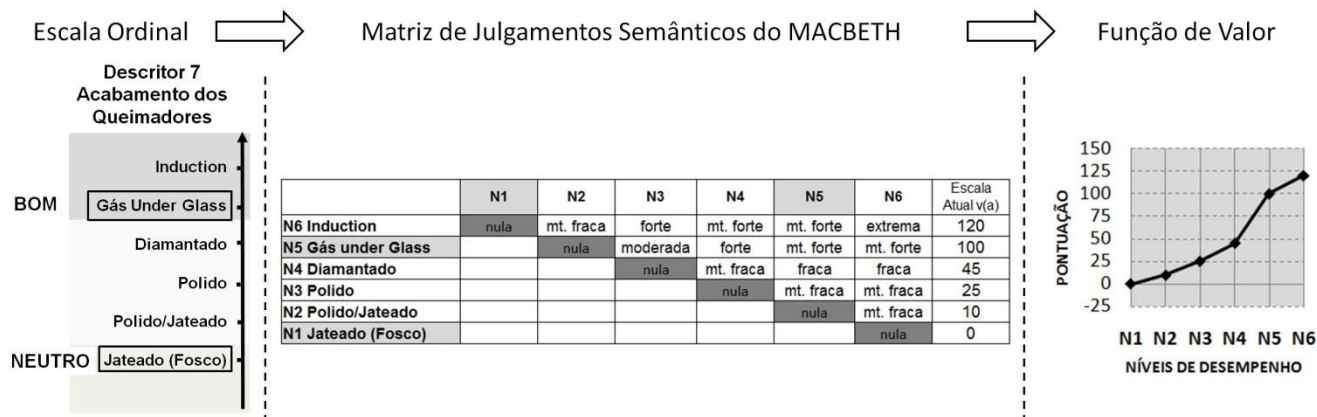 Escala Ordinal
Matriz de Julgamentos Semânticos do MACBETH
Função de Valor
Descritor 7
Acabamento dos
Queimadores
Induction
BOM Gás Under Glass
Diamantado
Polido
Polido/Jateado
NEUTRO Jateado (Fosco)
N1 N2 N3 N4 N5 N6 Escala
Atual v(a)
N6 Induction nula mt. fraca forte mt. forte mt. forte extrema 120
N5 Gás under Glass nula moderada forte mt. forte mt. forte 100
N4 Diamantado nula mt. fraca fraca fraca 45
N3 Polido nula mt. fraca mt. fraca 25
N2 Polido/Jateado nula mt. fraca 10
N1 Jateado (Fosco) nula 0
PONTUAÇÃO
150
125
100
75
50
25
0
-25
N1 N2 N3 N4 N5 N6
NÍVEIS DE DESEMPENHO